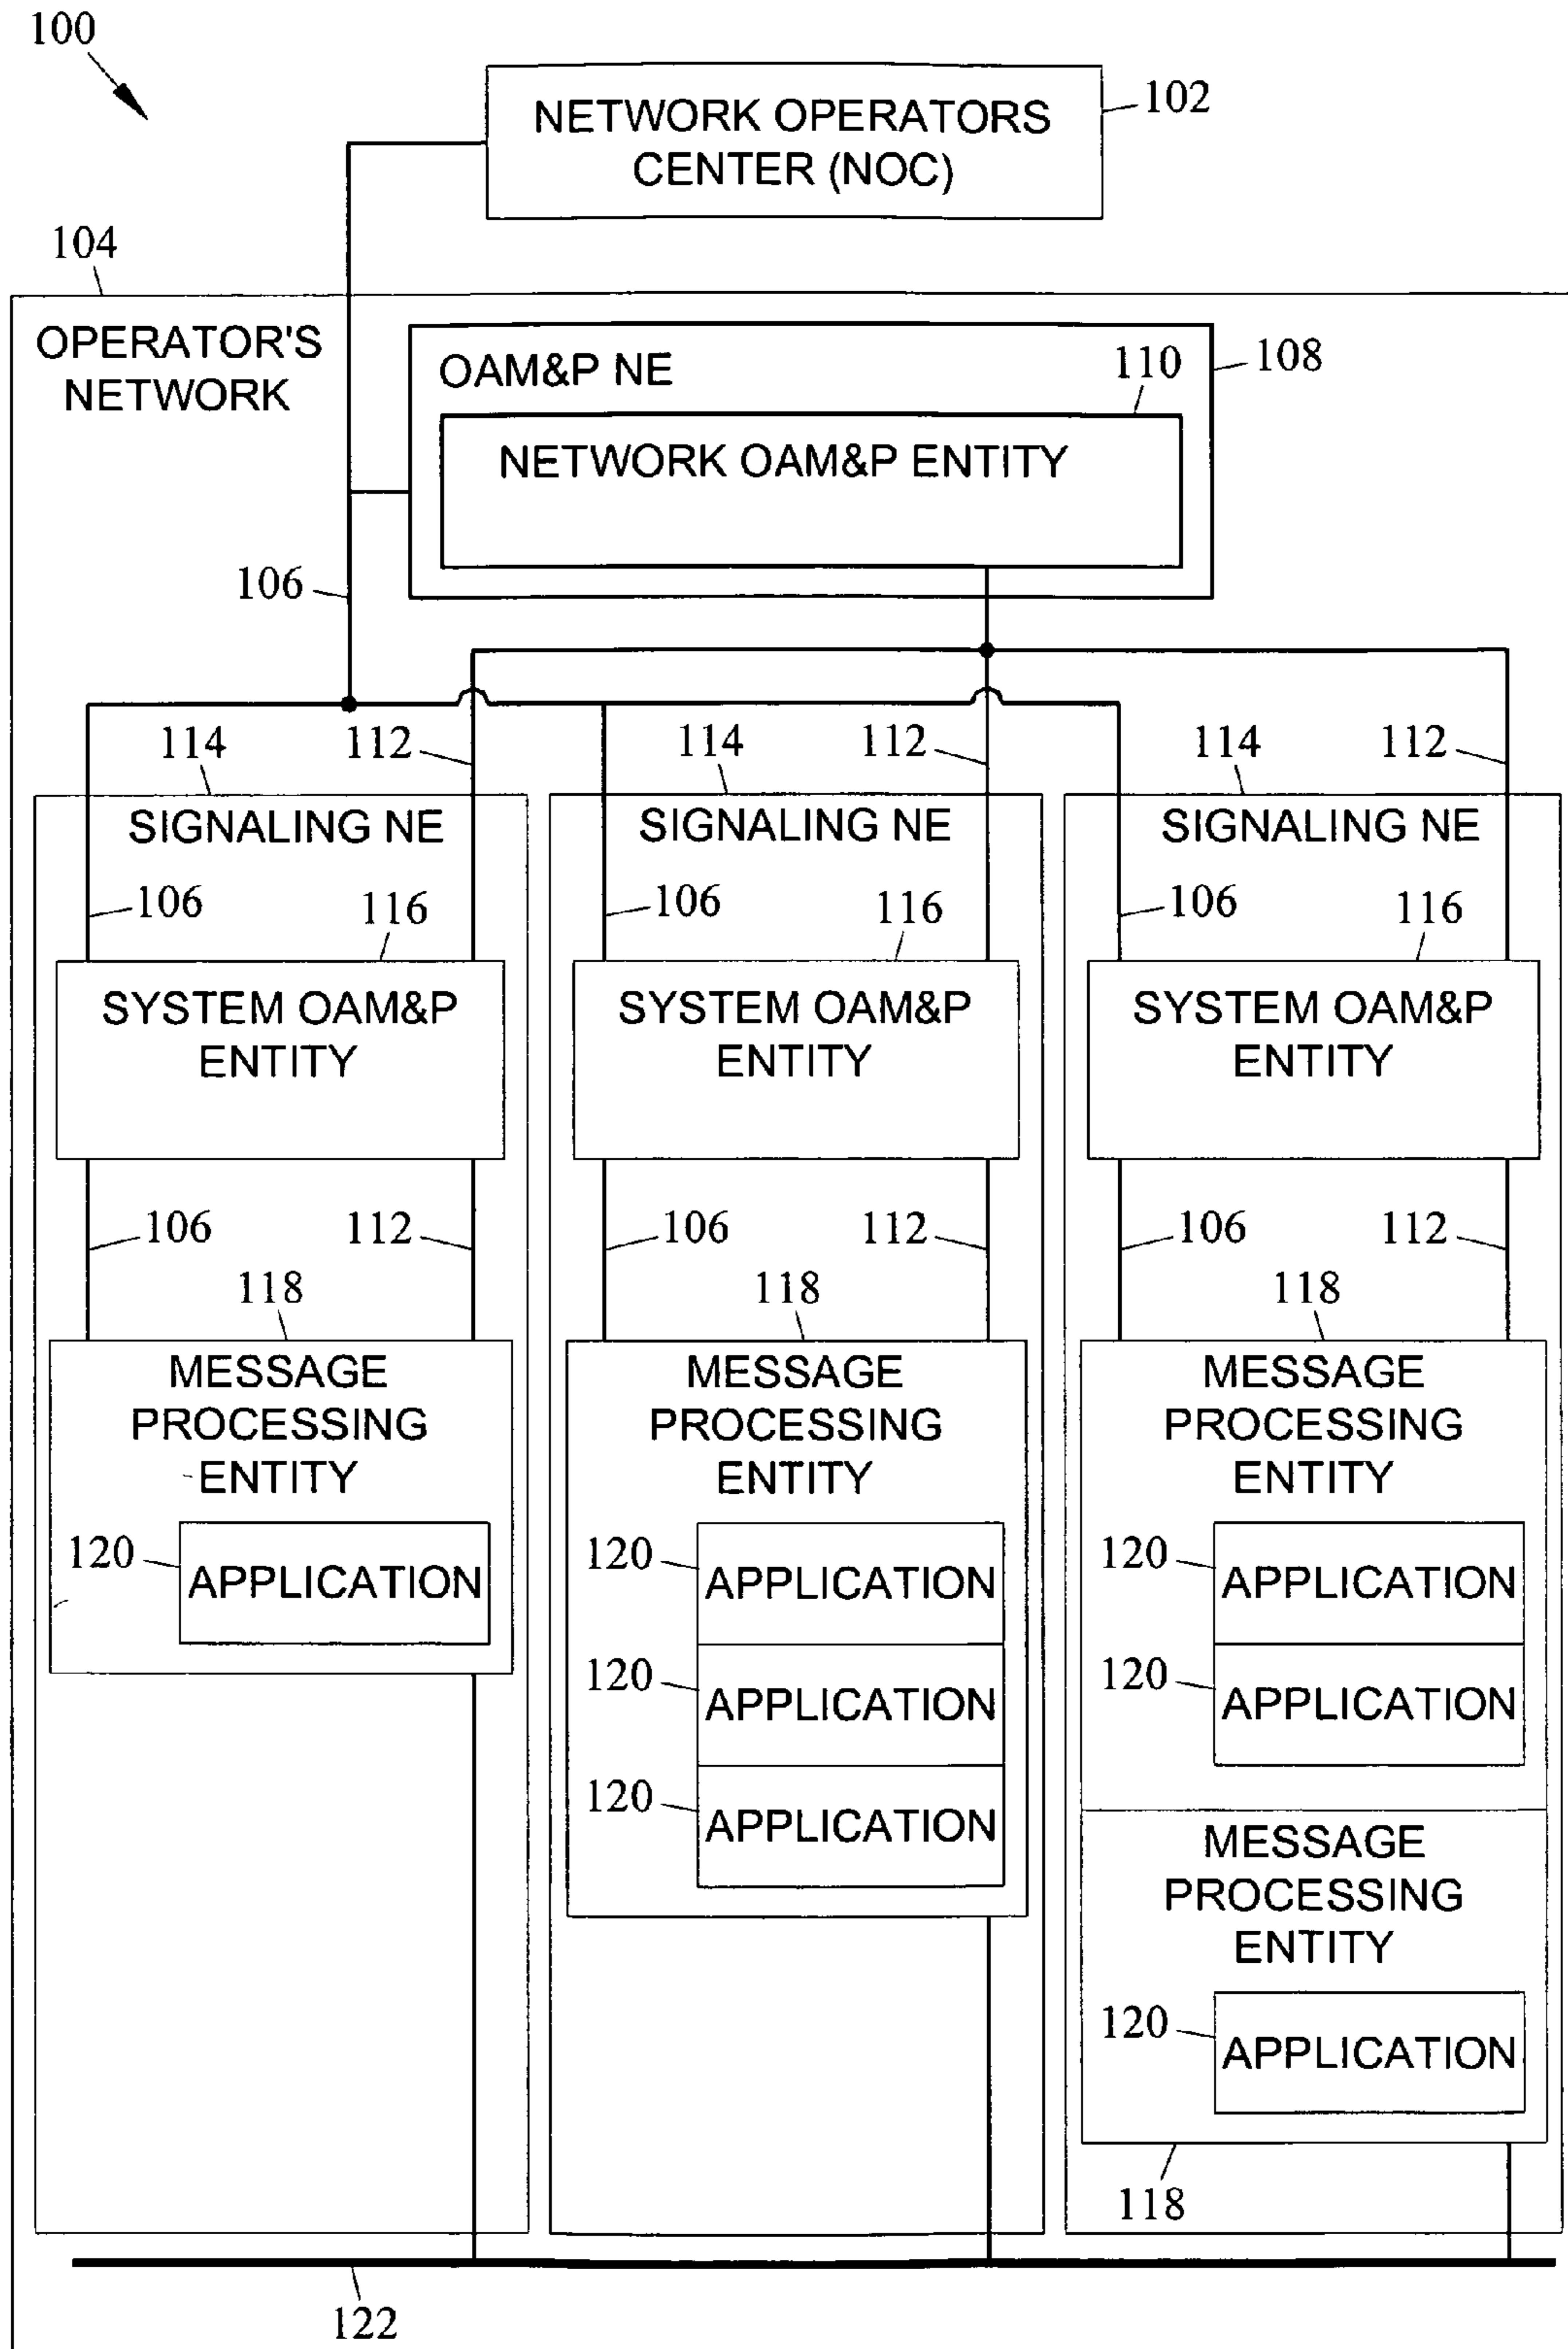 100
NETWORK OPERATORS
CENTER (NOC)
102
104
OPERATOR'S
NETWORK
OAM&P NE
110
108
NETWORK OAM&P ENTITY
106
114
112
114
112
114
112
SIGNALING NE
SIGNALING NE
SIGNALING NE
106
116
106
116
106
116
SYSTEM OAM&P
ENTITY
SYSTEM OAM&P
ENTITY
SYSTEM OAM&P
ENTITY
106
112
106
112
106
112
118
118
118
MESSAGE
PROCESSING
ENTITY
MESSAGE
PROCESSING
ENTITY
MESSAGE
PROCESSING
ENTITY
120
APPLICATION
120
APPLICATION
120
APPLICATION
120
APPLICATION
120
APPLICATION
120
APPLICATION
MESSAGE
PROCESSING
ENTITY
120
APPLICATION
118
122